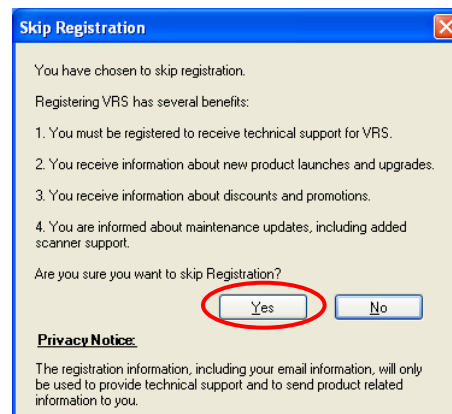 Skip Registration
You have chosen to skip registration.
Registering VRS has several benefits:
1. You must be registered to receive technical support for VRS.
2. You receive information about new product launches and upgrades.
3. You receive information about discounts and promotions.
4. You are informed about maintenance updates, including added
scanner support.
Are you sure you want to skip Registration?
Yes No
Privacy Notice:
The registration information, including your email information, will only
be used to provide technical support and to send product related
information to you.